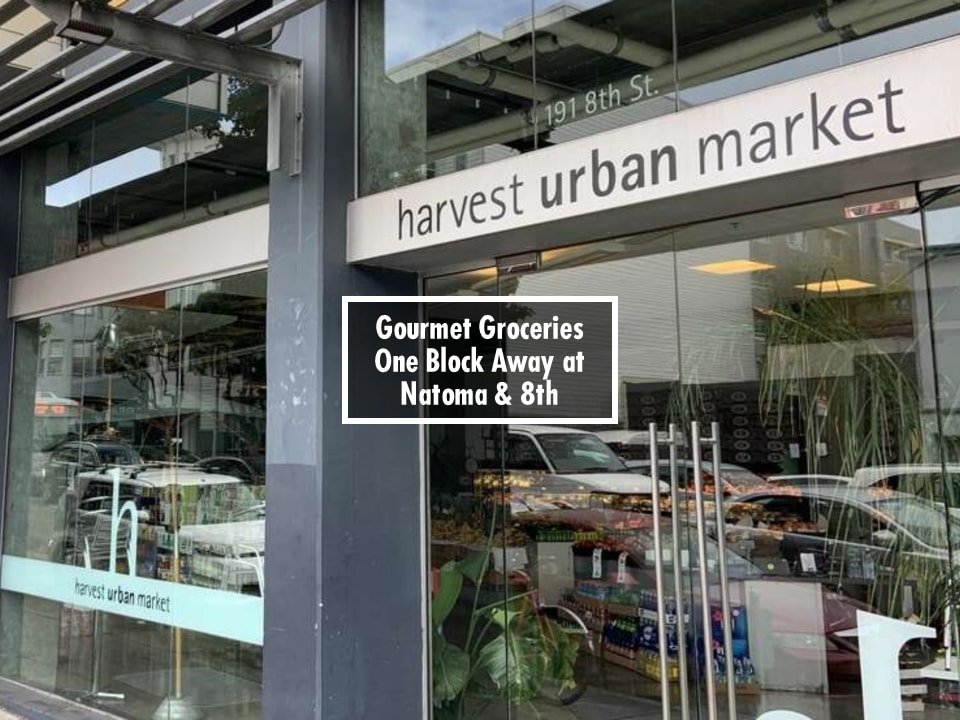 191 8th St.
harvest urban market
Gourmet Groceries
One Block Away at
Natoma & 8th
h
harvest urban market